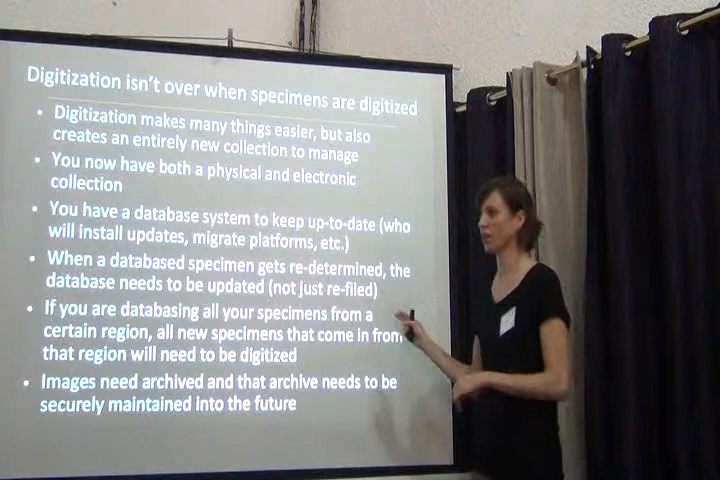 Digitization isn't over when specimens are digitized
• Digitization makes many things easier, but also
creates an entirely new collection to manage
• You now have both a physical and electronic
collection
• You have a database system to keep up-to-date (who
will install updates, migrate platforms, etc.)
• When a databased specimen gets re-determined, the
database needs to be updated (not just re-filed)
• If you are databasing all your specimens from a
certain region, all new specimens that come in from
that region will need to be digitized
• Images need archived and that archive needs to be
securely maintained into the future